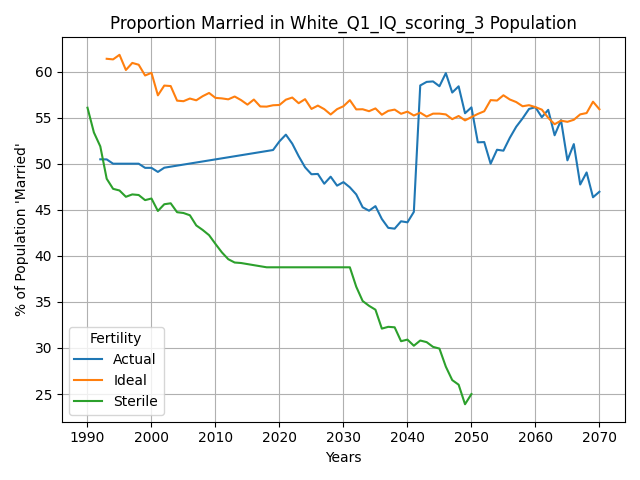 Proportion Married in White_Q1_IQ_scoring_3 Population
% of Population 'Married'
60
55
50
45
40
35
30
25
Fertility
Actual
Ideal
Sterile
1990 2000 2010 2020 2030 2040 2050 2060 2070
Years